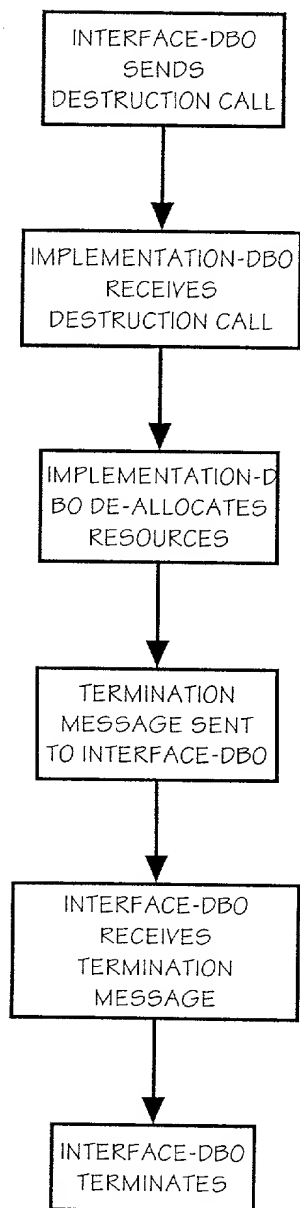 INTERFACE-DBO
SENDS
DESTRUCTION CALL
IMPLEMENTATION-DBO
RECEIVES
DESTRUCTION CALL
IMPLEMENTATION-D
BO DE-ALLOCATES
RESOURCES
TERMINATION
MESSAGE SENT
TO INTERFACE-DBO
INTERFACE-DBO
RECEIVES
TERMINATION
MESSAGE
INTERFACE-DBO
TERMINATES